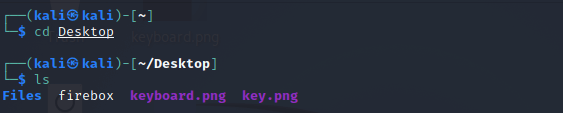 ┌──(kali㉿kali)-[~]
└─$ cd Desktop
┌──(kali㉿kali)-[~/Desktop]
└─$ ls
Files firebox keyboard.png key.png